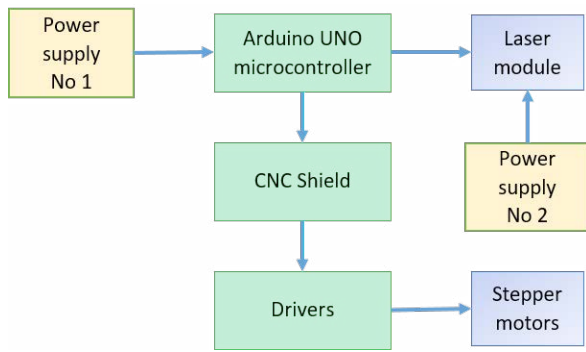 Power
supply
No 1
Arduino UNO
microcontroller
Laser
module
CNC Shield
Power
supply
No 2
Drivers
Stepper
motors